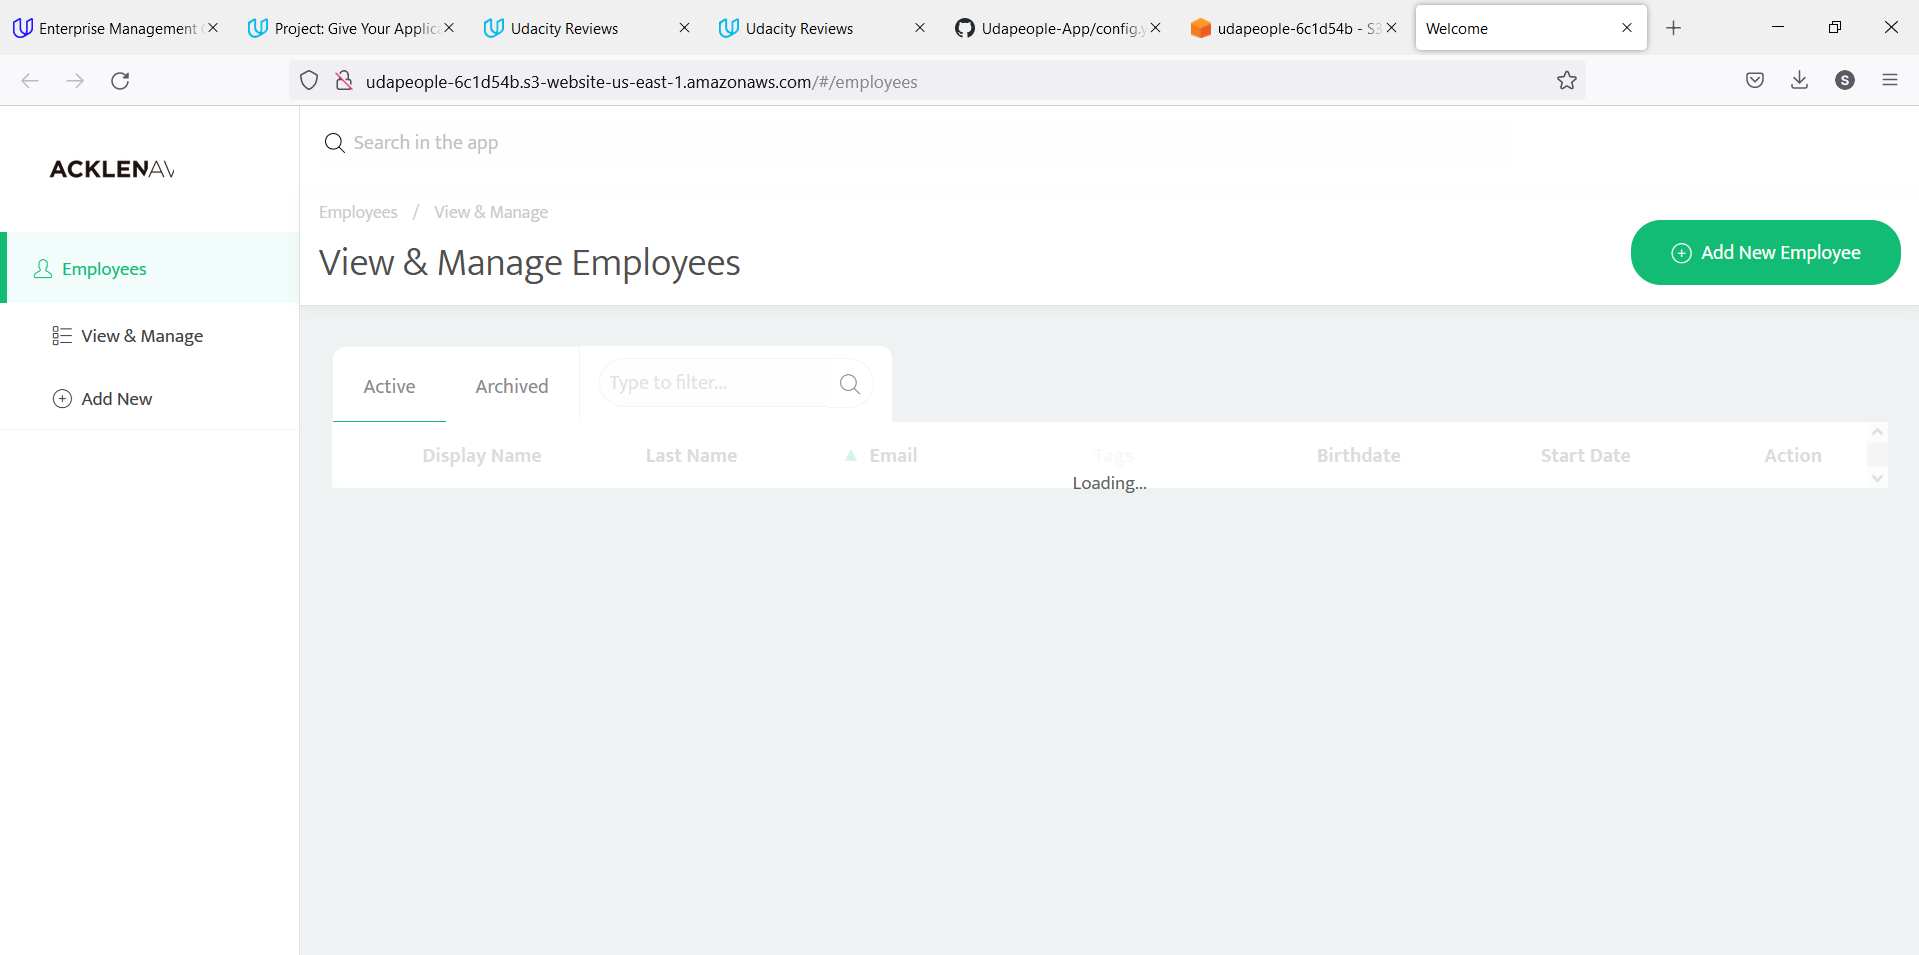 Enterprise Management
Project: Give Your Applica
Udacity Reviews
Udacity Reviews
Udapeople-App/config.y
udapeople-6c1d54b - S3
Welcome
udapeople-6c1d54b.s3-website-us-east-1.amazonaws.com/#/employees
S
ACKLENAV
Search in the app
Employees / View & Manage
View & Manage Employees
Add New Employee
Employees
View & Manage
Add New
Active
Archived
Type to filter...
Display Name
Last Name
Email
Tags
Birthdate
Start Date
Action
Loading...